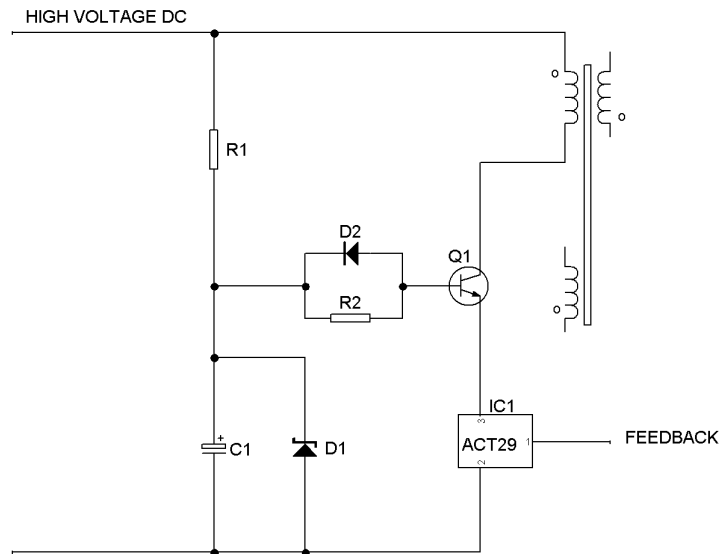 HIGH VOLTAGE DC
R1
D2
Q1
R2
IC1
3
ACT29
1
FEEDBACK
2
+
C1
D1